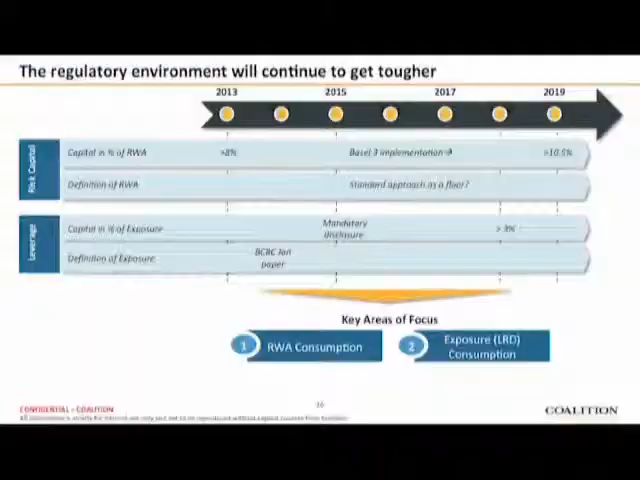 The regulatory environment will continue to get tougher
2013 2015 2017 2019
Risk Capital
Capital in % of RWA >8% Basel 3 implementation → >10.5%
Definition of RWA Standard approach as a floor?
Leverage
Capital in % of Exposure Mandatory disclosure > 3%
Definition of Exposure BCBC Jan paper
Key Areas of Focus
1 RWA Consumption
2 Exposure (LRD) Consumption
CONFIDENTIAL – COALITION
COALITION